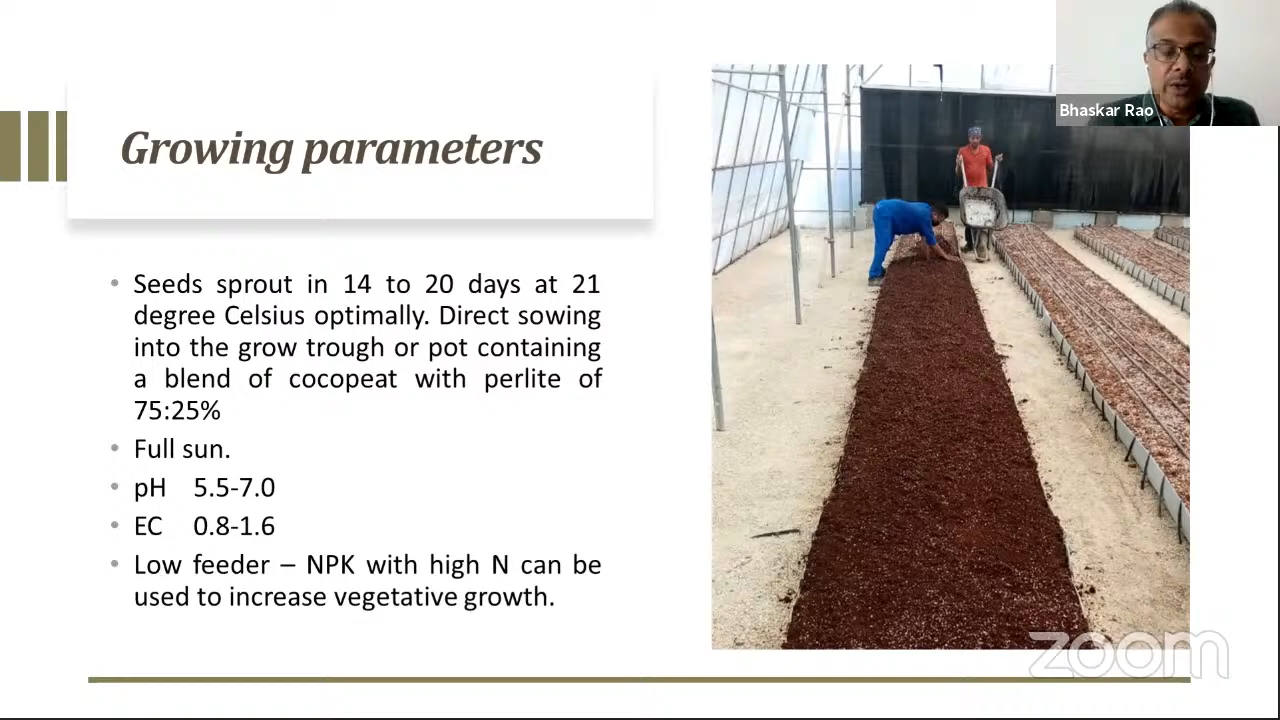 Bhaskar Rao
Growing parameters
• Seeds sprout in 14 to 20 days at 21
degree Celsius optimally. Direct sowing
into the grow trough or pot containing
a blend of cocopeat with perlite of
75:25%
• Full sun.
• pH 5.5-7.0
• EC 0.8-1.6
• Low feeder – NPK with high N can be
used to increase vegetative growth.
zoom